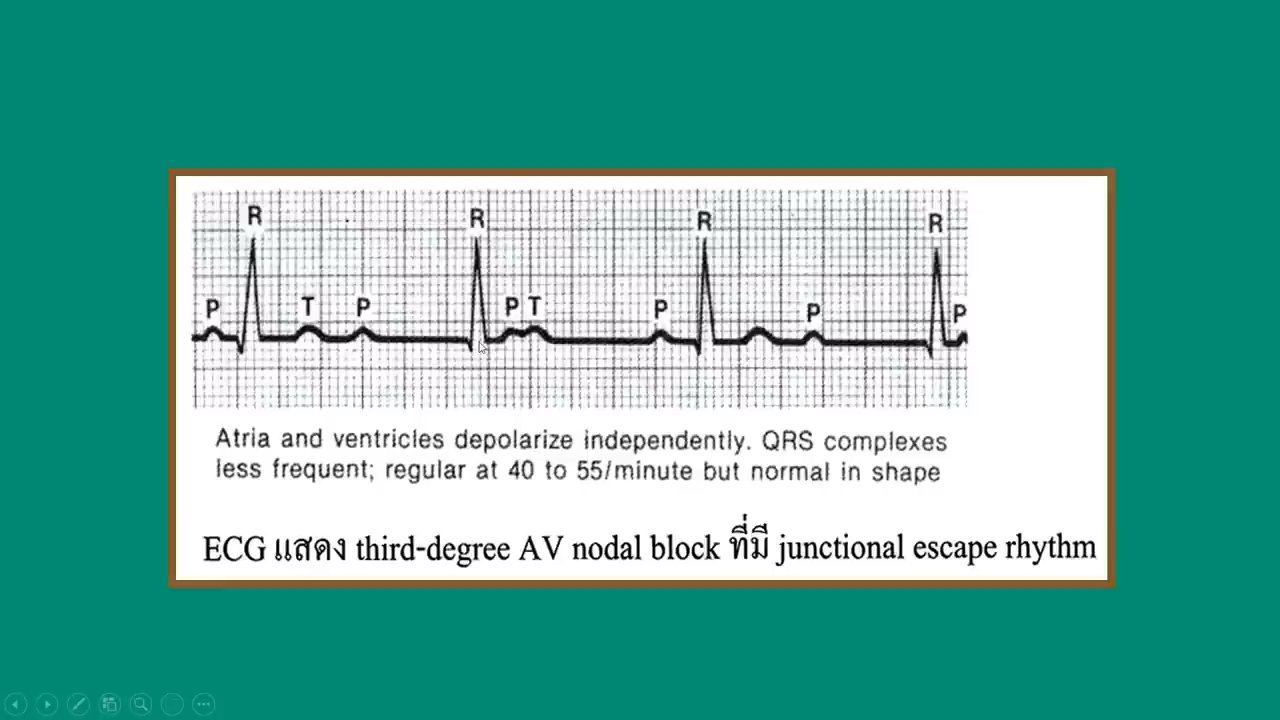 R R R R
P T P P T P P P
Atria and ventricles depolarize independently. QRS complexes
less frequent; regular at 40 to 55/minute but normal in shape
ECG แสดง third-degree AV nodal block ที่มี junctional escape rhythm